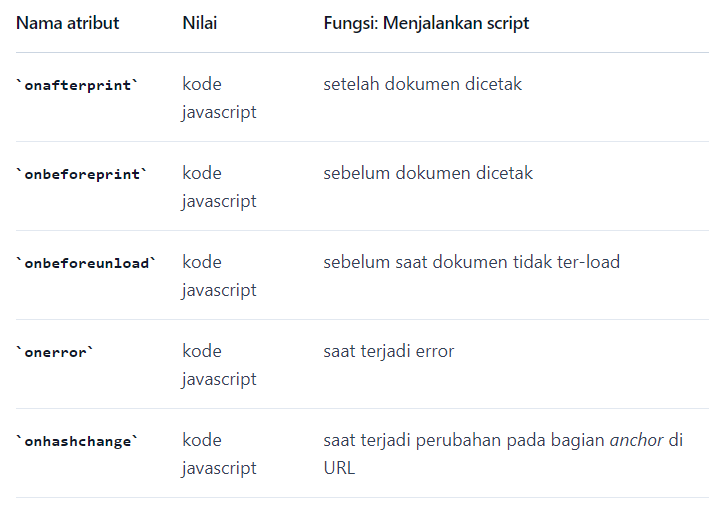 Nama atribut Nilai Fungsi: Menjalankan script
`onafterprint` kode setelah dokumen dicetak
javascript
`onbeforeprint` kode sebelum dokumen dicetak
javascript
`onbeforeunload` kode sebelum saat dokumen tidak ter-load
javascript
`onerror` kode saat terjadi error
javascript
`onhashchange` kode saat terjadi perubahan pada bagian anchor di
javascript URL